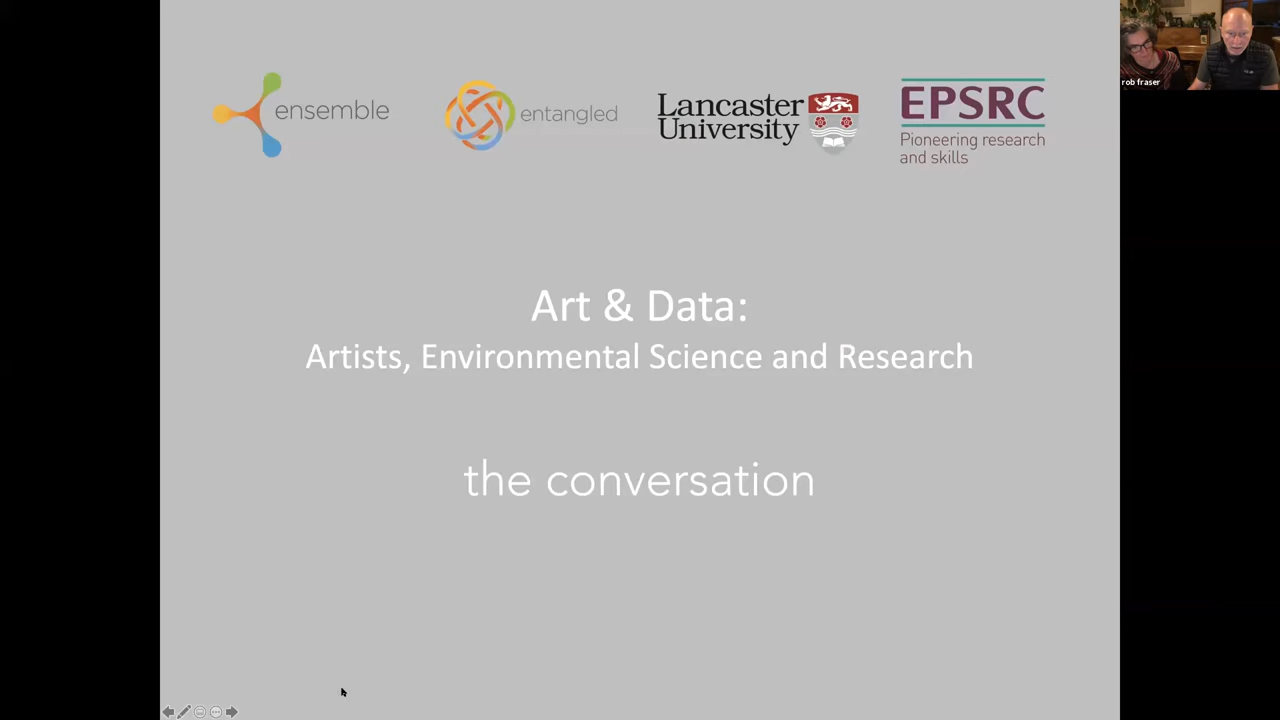 ensemble
entangled
Lancaster
University
EPSRC
Pioneering research
and skills
rob fraser
Art & Data:
Artists, Environmental Science and Research
the conversation